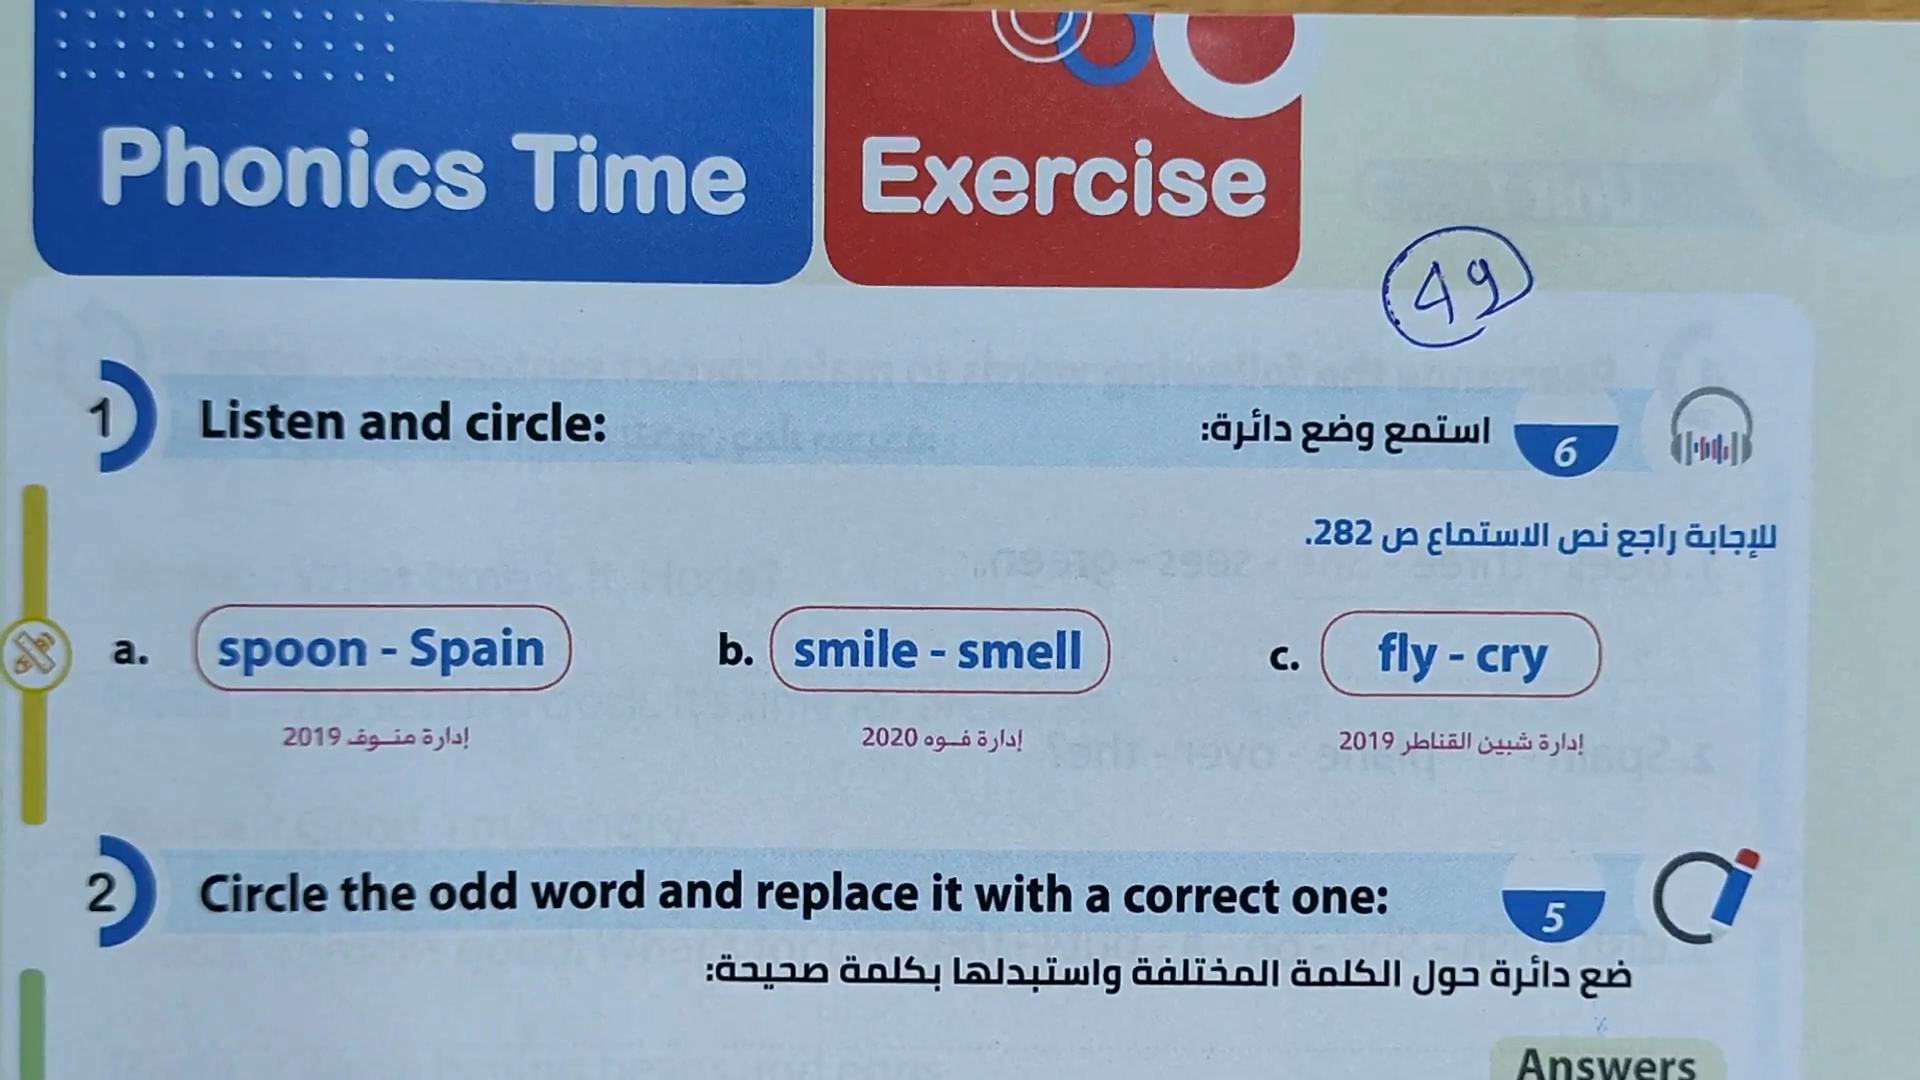 Phonics Time Exercise
49
1 Listen and circle: استمع وضع دائرة: 6
للإجابة راجع نص الاستماع ص 282.
a. spoon - Spain b. smile - smell c. fly - cry
إدارة منوف 2019 إدارة فوه 2020 إدارة شبين القناطر 2019
2 Circle the odd word and replace it with a correct one: 5
ضع دائرة حول الكلمة المختلفة واستبدلها بكلمة صحيحة:
Answers